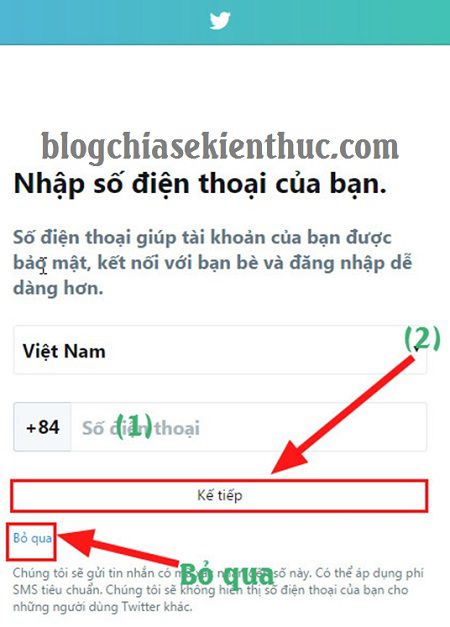 blogchiasekienthuc.com
Nhập số điện thoại của bạn.
Số điện thoại giúp tài khoản của bạn được
bảo mật, kết nối với bạn bè và đăng nhập dễ
dàng hơn.
Việt Nam
(2)
+84
Số điện thoại
(1)
Kế tiếp
Bỏ qua
Bỏ qua
Chúng tôi sẽ gửi tin nhắn có mã xác nhận đến số này. Có thể áp dụng phí
SMS tiêu chuẩn. Chúng tôi sẽ không hiển thị số điện thoại của bạn cho
những người dùng Twitter khác.